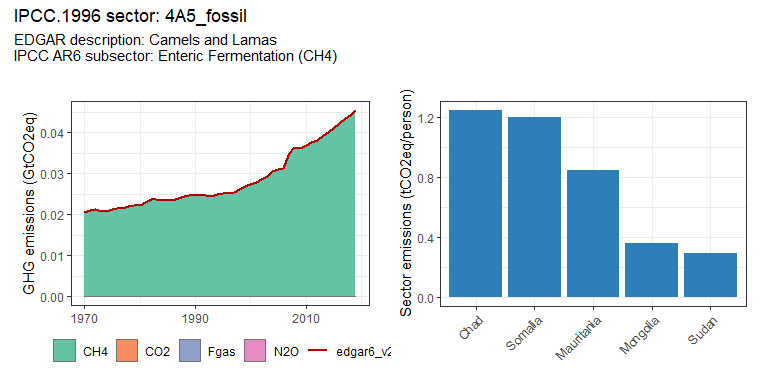 IPCC.1996 sector: 4A5_fossil
EDGAR description: Camels and Lamas
IPCC AR6 subsector: Enteric Fermentation (CH4)
GHG emissions (GtCO2eq)
0.04
0.03
0.02
0.01
0.00
1970
1990
2010
CH4
CO2
Fgas
N2O
edgar6_v2
Sector emissions (tCO2eq/person)
1.2
0.8
0.4
0.0
Chad
Somalia
Mauritania
Mongolia
Sudan